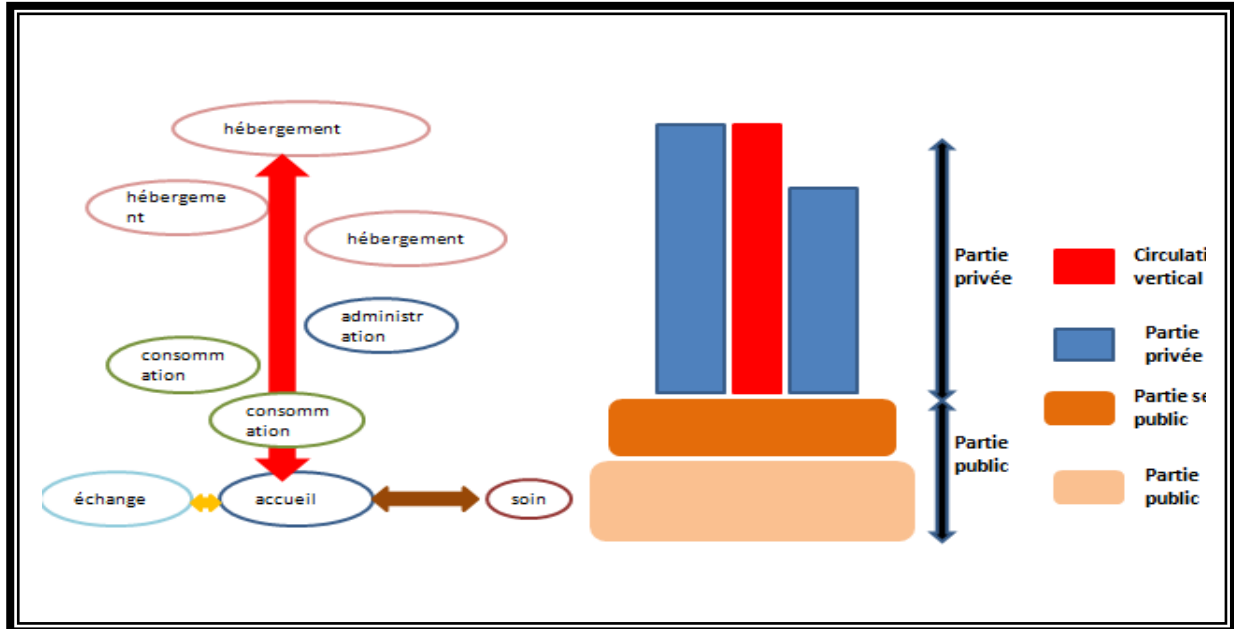 hébergement
hébergeme
nt
hébergement
administr
ation
consomm
ation
consomm
ation
échange
accueil
soin
Partie
privée
Partie
public
Circulati
vertical
Partie
privée
Partie se
public
Partie
public